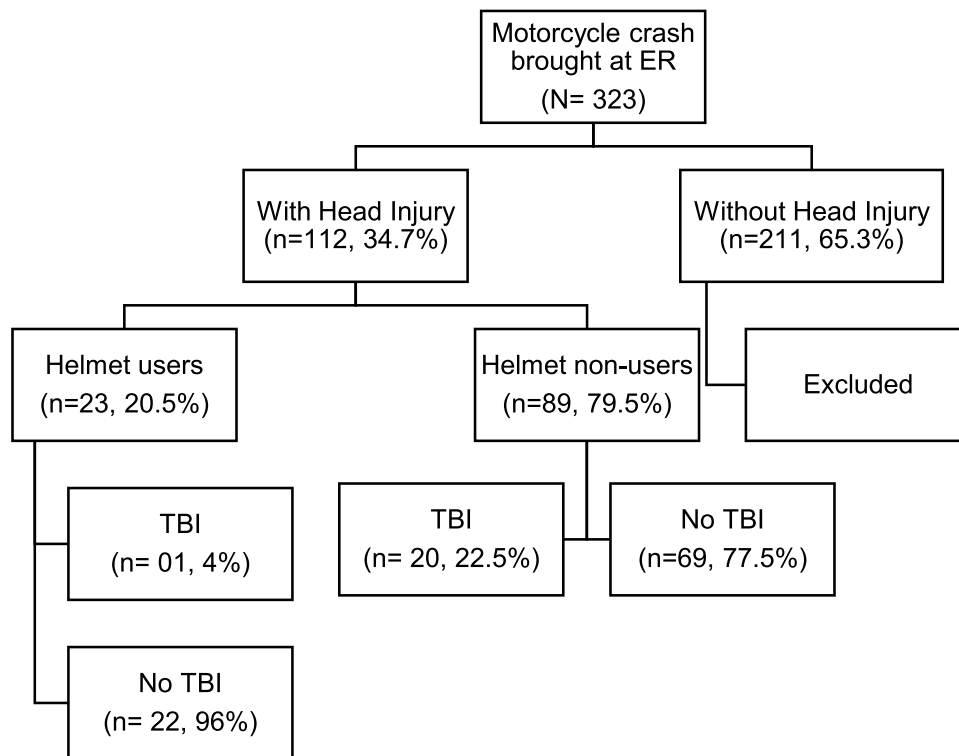 Motorcycle crash
brought at ER
(N= 323)
With Head Injury
(n=112, 34.7%)
Without Head Injury
(n=211, 65.3%)
Helmet users
(n=23, 20.5%)
Helmet non-users
(n=89, 79.5%)
Excluded
TBI
(n= 01, 4%)
TBI
(n= 20, 22.5%)
No TBI
(n=69, 77.5%)
No TBI
(n= 22, 96%)